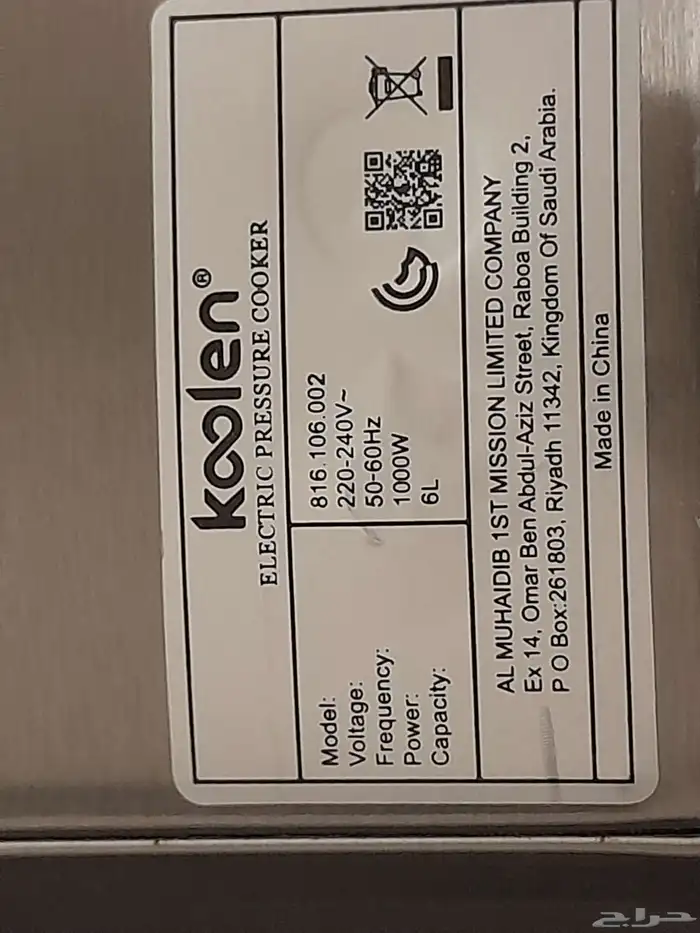 koolen®
ELECTRIC PRESSURE COOKER
Model: 816.106.002
Voltage: 220-240V~
Frequency: 50-60Hz
Power: 1000W
Capacity: 6L
AL MUHAIDIB 1ST MISSION LIMITED COMPANY
Ex 14, Omar Ben Abdul-Aziz Street, Raboa Building 2,
P O Box:261803, Riyadh 11342, Kingdom Of Saudi Arabia.
Made in China
حراج